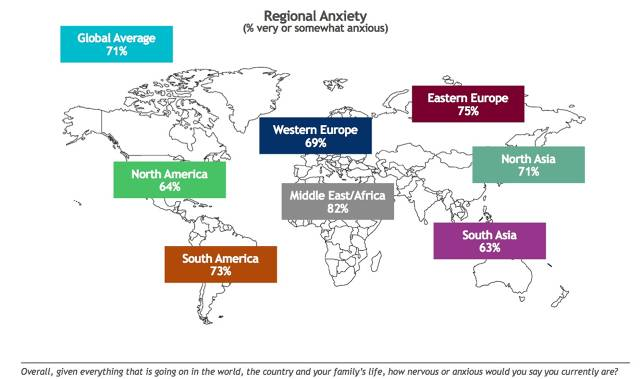 Regional Anxiety
(% very or somewhat anxious)
Global Average
71%
Eastern Europe
75%
Western Europe
69%
North Asia
71%
North America
64%
Middle East/Africa
82%
South Asia
63%
South America
73%
Overall, given everything that is going on in the world, the country and your family's life, how nervous or anxious would you say you currently are?